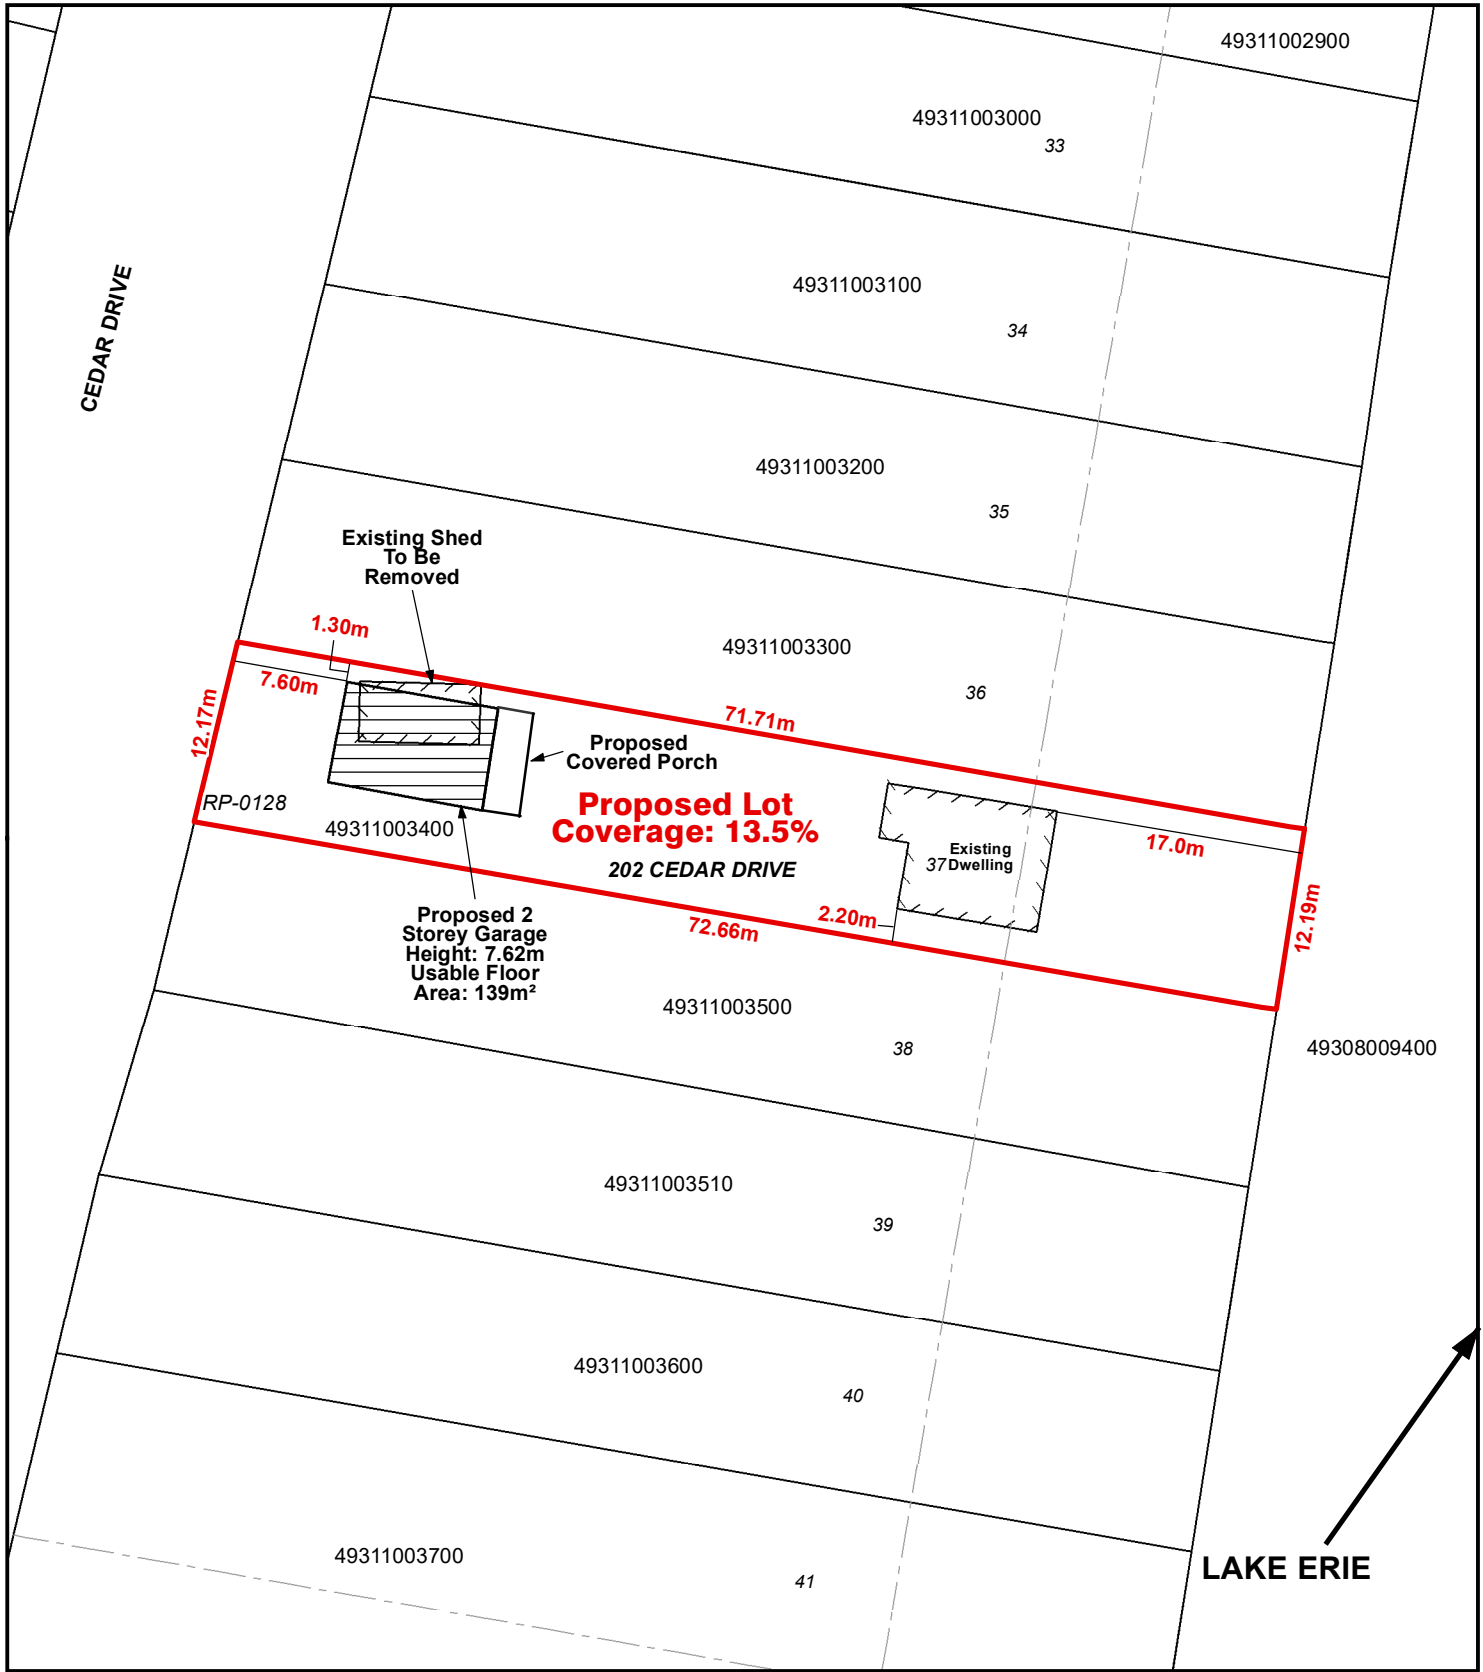 49311002900
49311003000
33
CEDAR DRIVE
49311003100
34
49311003200
35
Existing Shed
To Be
Removed
1.30m
49311003300
7.60m
36
12.17m
71.71m
Proposed
Covered Porch
RP-0128
49311003400
Proposed Lot
Coverage: 13.5%
202 CEDAR DRIVE
Existing
37 Dwelling
17.0m
2.20m
72.66m
12.19m
Proposed 2
Storey Garage
Height: 7.62m
Usable Floor
Area: 139m²
49311003500
38
49308009400
49311003510
39
49311003600
40
49311003700
41
LAKE ERIE